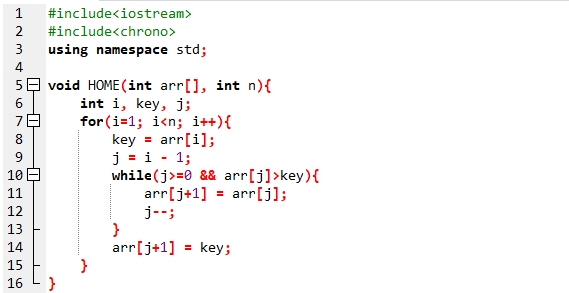 1 #include<iostream>
2 #include<chrono>
3 using namespace std;
4
5 void HOME(int arr[], int n){
6 int i, key, j;
7 for(i=1; i<n; i++){
8 key = arr[i];
9 j = i - 1;
10 while(j>=0 && arr[j]>key){
11 arr[j+1] = arr[j];
12 j--;
13 }
14 arr[j+1] = key;
15 }
16 }